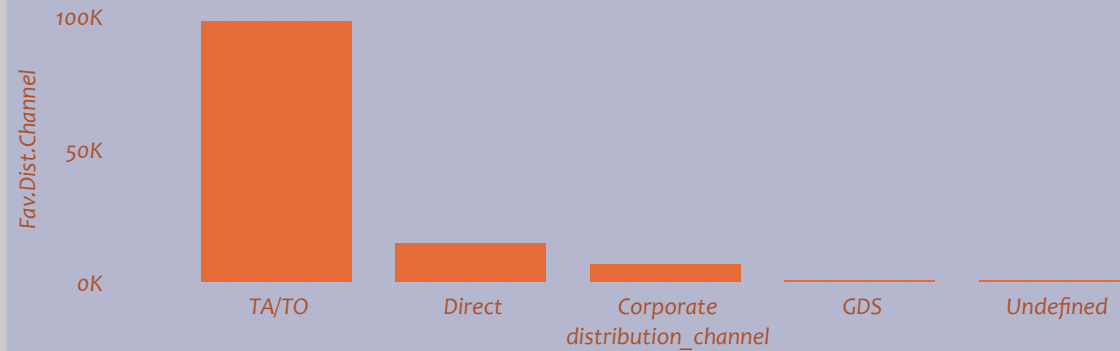 Fav.Dist.Channel
100K
50K
0K
TA/TO Direct Corporate GDS Undefined
distribution_channel